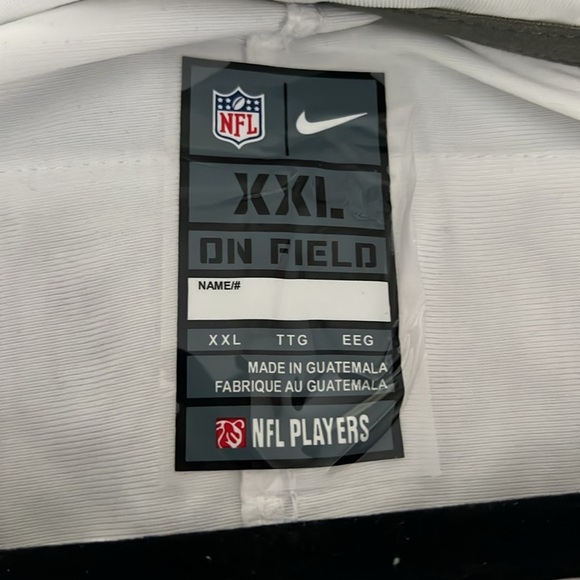 NFL
XXL
ON FIELD
NAME/#
XXL TTG EEG
MADE IN GUATEMALA
FABRIQUE AU GUATEMALA
NFL PLAYERS